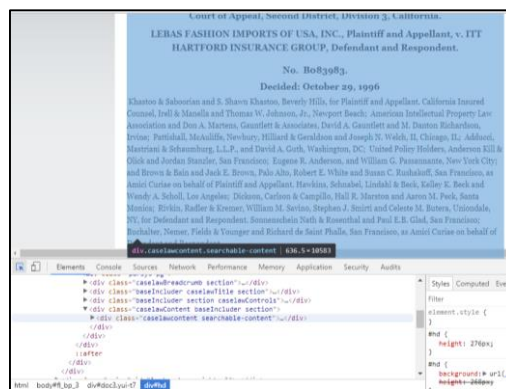 Court of Appeal, Second District, Division 3, California.
LEBAS FASHION IMPORTS OF USA, INC., Plaintiff and Appellant, v. ITT
HARTFORD INSURANCE GROUP, Defendant and Respondent.
No. B083983.
Decided: October 29, 1996
Khastoo & Saboorian and S. Shawn Khastoo, Beverly Hills, for Plaintiff and Appellant. California Insured
Counsel, Irell & Manella and Thomas W. Johnson, Jr., Newport Beach; American Intellectual Property Law
Association and Don A. Martens, Gauntlett & Associates, David A. Gauntlett and M. Danton Richardson,
Irvine; Pattishall, McAuliffe, Newbury, Hilliard & Geraldson and Joseph N. Welch, II, Chicago, IL; Adduci,
Mastriani & Schaumburg, L.L.P., and David A. Guth, Washington, DC; United Policy Holders, Anderson Kill &
Olick and Jordan Stanzler, San Francisco; Eugene R. Anderson, and William G. Passannante, New York City;
and Brown & Bain and Jack E. Brown, Palo Alto, Robert E. White and Susan C. Rushakoff, San Francisco, as
Amici Curiae on behalf of Plaintiff and Appellant. Hawkins, Schnabel, Lindahl & Beck, Kelley K. Beck and
Wandy A. Scholl, Los Angeles; Dickson, Carlson & Campillo, Hall R. Marston and Aaron M. Peck, Santa
Monica; Rivkin, Radler & Kremer, William M. Savino, Stephen J. Smirti and Celeste M. Butera, Uniondale,
NY, for Defendant and Respondent. Sonnenschein Nath & Rosenthal and Paul E.B. Glad, San Francisco;
Buchalter, Nemer, Fields & Younger and Richard de Saint Phalle, San Francisco, as Amici Curiae on behalf of
div.caselawcontent.searchable-content | 636.5×10583
Elements Console Sources Network Performance Memory Application Security Audits
<div class="caselawBreadcrumb section">…</div>
<div class="baseIncluder caselawTitle section">…</div>
<div class="baseIncluder section caselawControls">…</div>
<div class="caselawContent baseIncluder section">
<div class="caselawcontent searchable-content">…</div>
</div>
</div>
::after
</div>
html body#fl_bp_3 div#doc3.yui-t7 div#hd
Styles Computed Eve
Filter
element.style {
}
#hd {
height: 276px;
}
#hd {
background: url(
height: 268px;